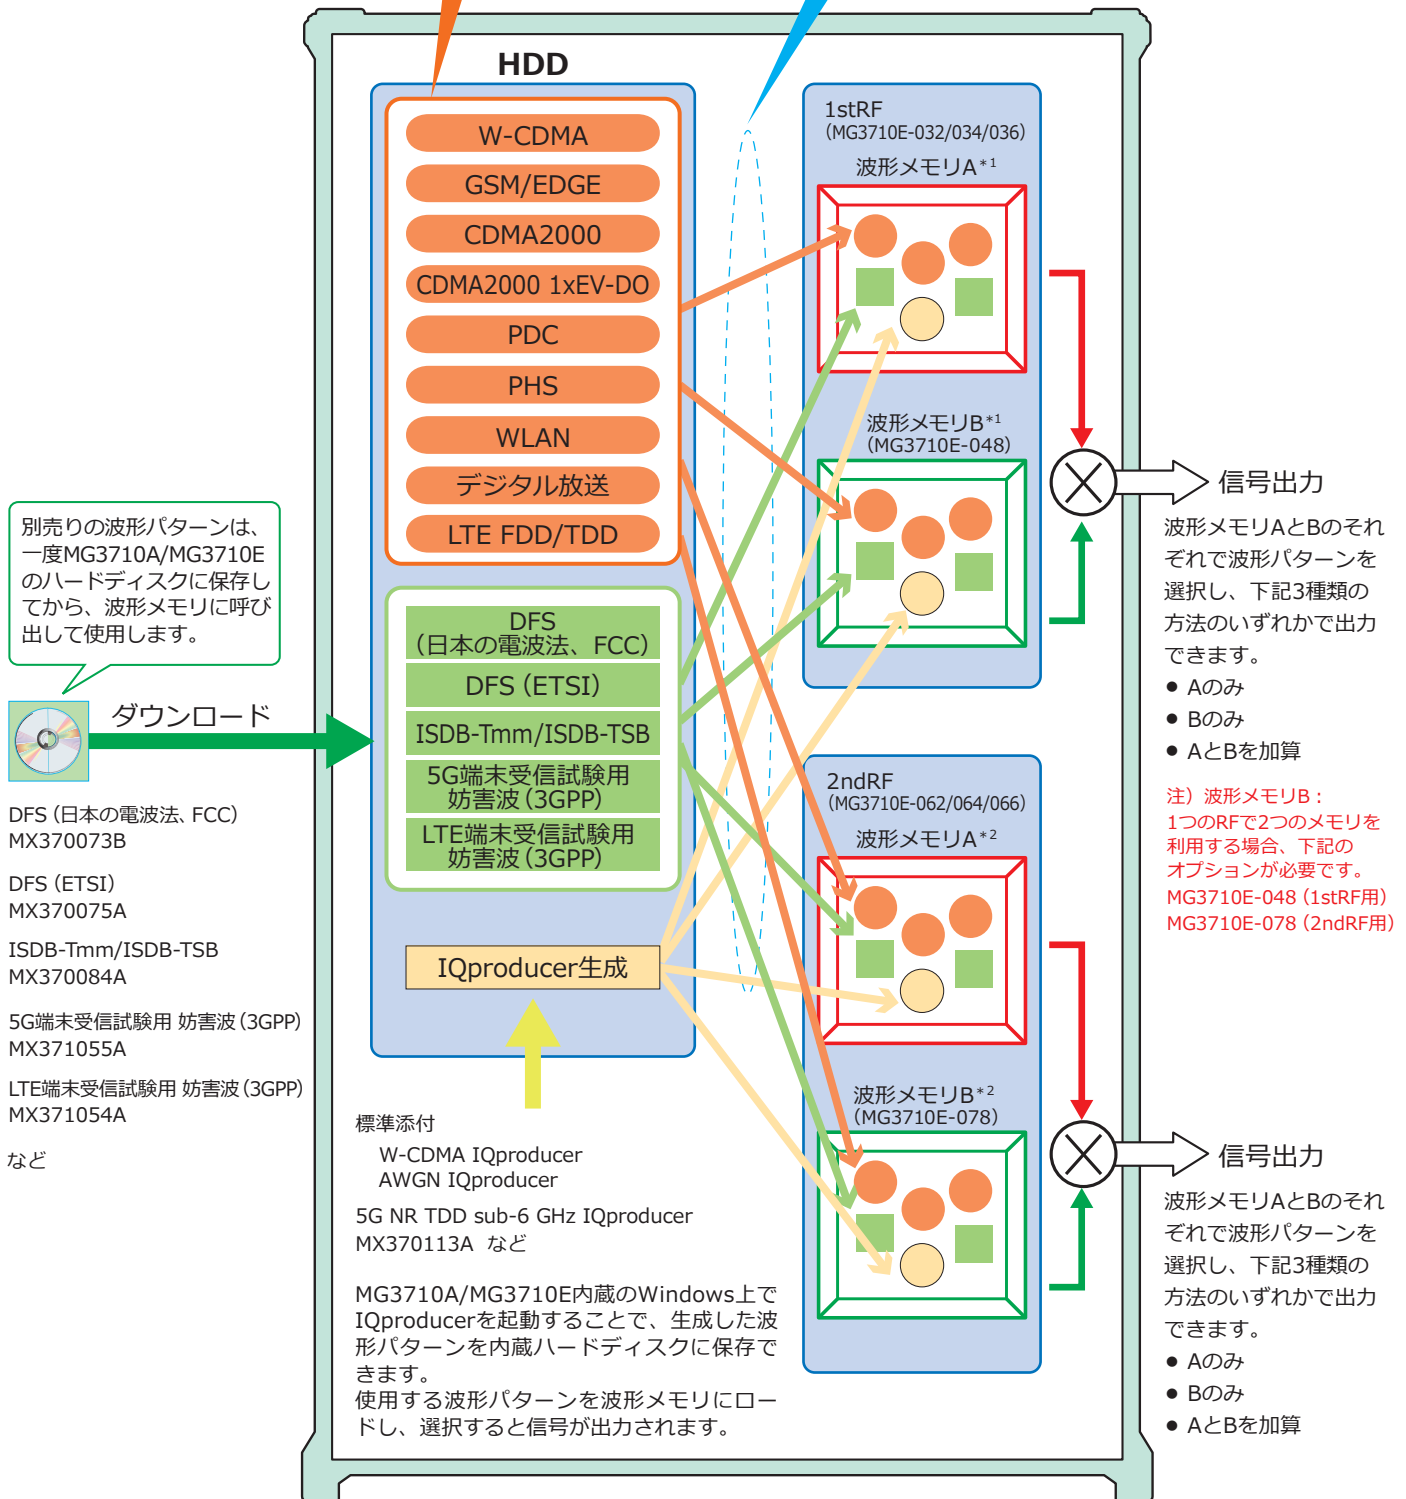 HDD
W-CDMA
GSM/EDGE
CDMA2000
CDMA2000 1xEV-DO
PDC
PHS
WLAN
デジタル放送
LTE FDD/TDD
DFS
（日本の電波法、FCC）
DFS（ETSI）
ISDB-Tmm/ISDB-TSB
5G端末受信試験用
妨害波（3GPP）
LTE端末受信試験用
妨害波（3GPP）
IQproducer生成
標準添付
W-CDMA IQproducer
AWGN IQproducer
5G NR TDD sub-6 GHz IQproducer
MX370113A など
MG3710A/MG3710E内蔵のWindows上で
IQproducerを起動することで、生成した波
形パターンを内蔵ハードディスクに保存で
きます。
使用する波形パターンを波形メモリにロー
ドし、選択すると信号が出力されます。
別売りの波形パターンは、
一度MG3710A/MG3710E
のハードディスクに保存し
てから、波形メモリに呼び
出して使用します。
ダウンロード
DFS（日本の電波法、FCC）
MX370073B
DFS（ETSI）
MX370075A
ISDB-Tmm/ISDB-TSB
MX370084A
5G端末受信試験用 妨害波（3GPP）
MX371055A
LTE端末受信試験用 妨害波（3GPP）
MX371054A
など
1stRF
（MG3710E-032/034/036）
波形メモリA*1
波形メモリB*1
（MG3710E-048）
2ndRF
（MG3710E-062/064/066）
波形メモリA*2
波形メモリB*2
（MG3710E-078）
信号出力
波形メモリAとBのそれ
ぞれで波形パターンを
選択し、下記3種類の
方法のいずれかで出力
できます。
● Aのみ
● Bのみ
● AとBを加算
注）波形メモリB：
1つのRFで2つのメモリを
利用する場合、下記の
オプションが必要です。
MG3710E-048（1stRF用）
MG3710E-078（2ndRF用）
信号出力
波形メモリAとBのそれ
ぞれで波形パターンを
選択し、下記3種類の
方法のいずれかで出力
できます。
● Aのみ
● Bのみ
● AとBを加算